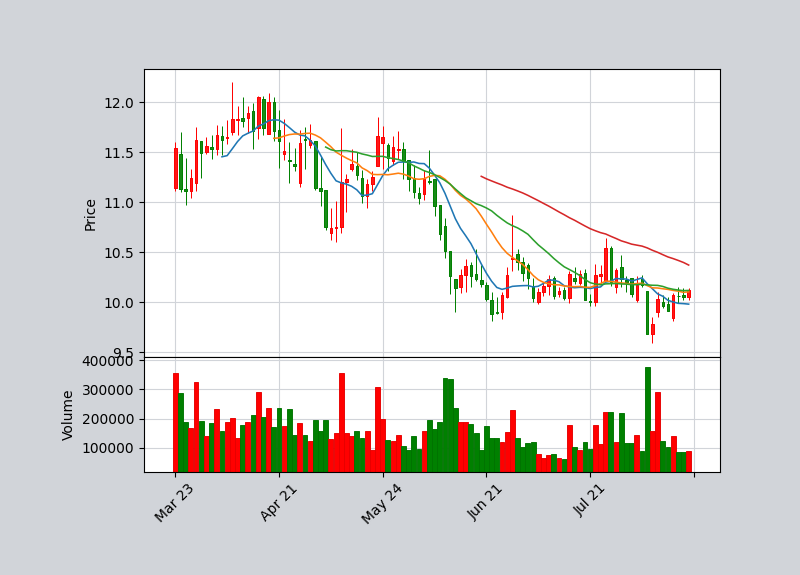 Price
12.0
11.5
11.0
10.5
10.0
9.5
Volume
400000
300000
200000
100000
Mar 23
Apr 21
May 24
Jun 21
Jul 21